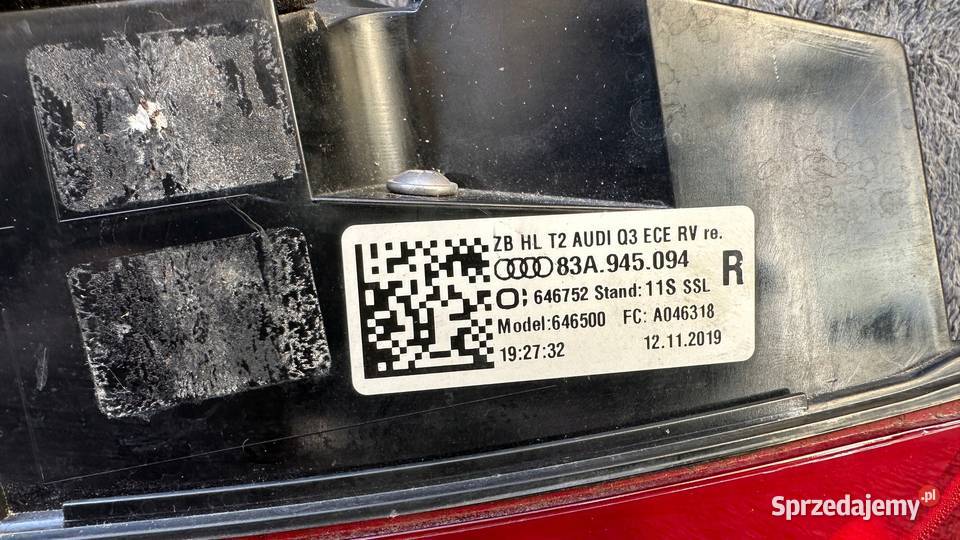 ZB HL T2 AUDI Q3 ECE RV re.
83A.945.094
R
646752 Stand: 11S SSL
Model:646500 FC: A046318
19:27:32 12.11.2019
Sprzedajemy.pl